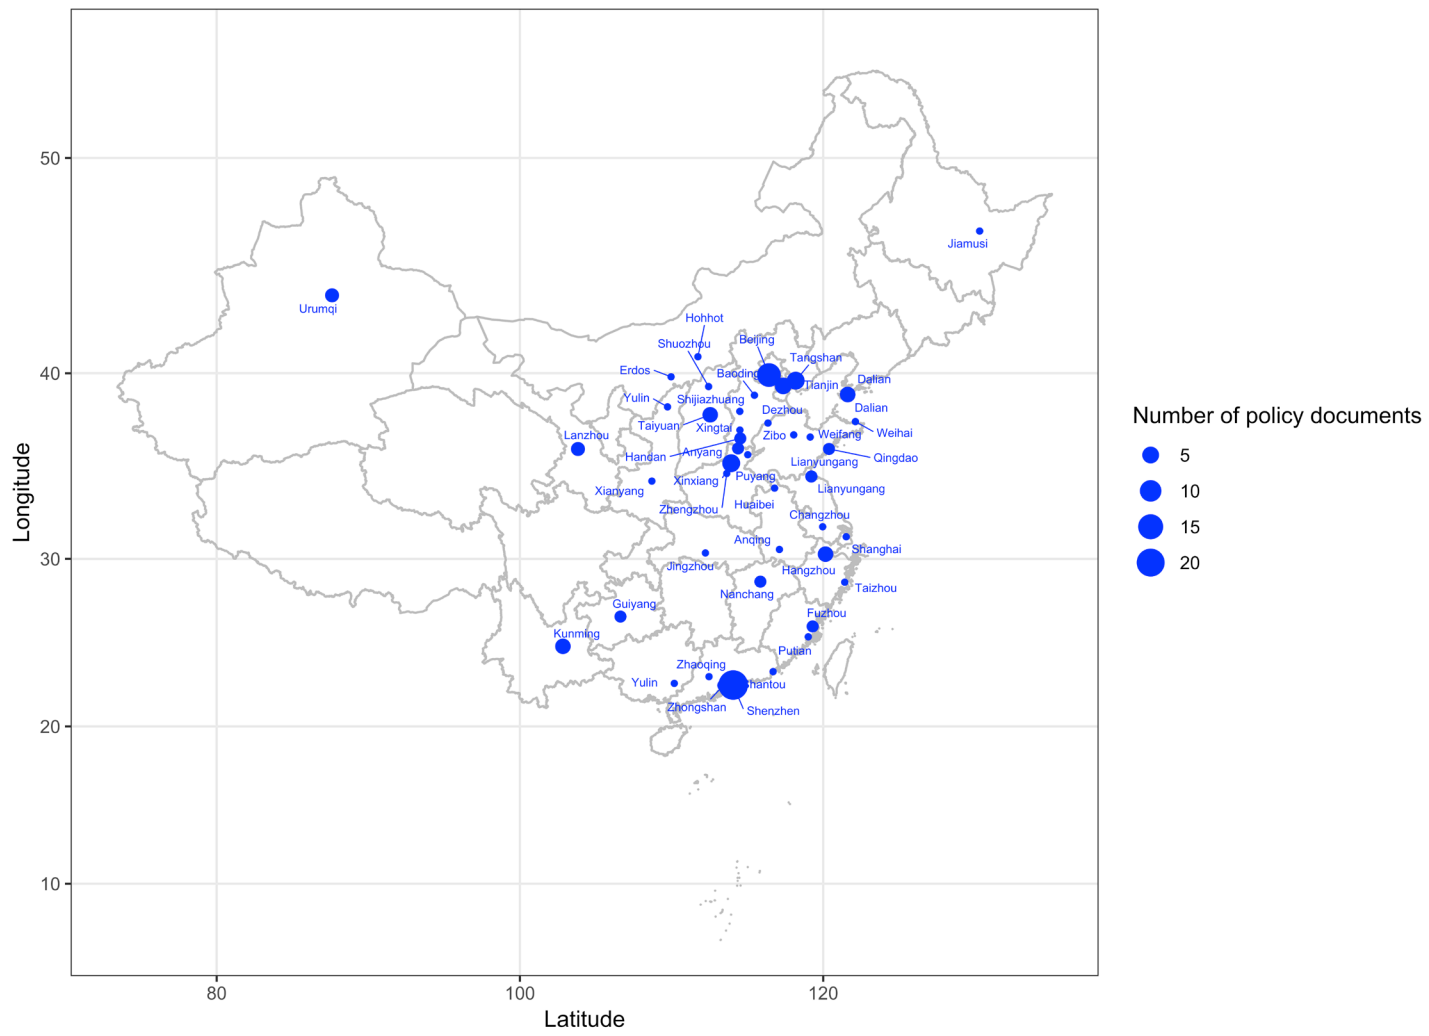 50
40
30
20
10
80
100
120
Longitude
Latitude
Jiamusi
Urumqi
Hohhot
Shuozhou
Beijing
Tangshan
Erdos
Baoding
Tianjin
Dalian
Yulin
Shijiazhuang
Dezhou
Dalian
Taiyuan
Xingtai
Zibo
Weifang
Weihai
Lanzhou
Handan
Anyang
Qingdao
Lianyungang
Xinxiang
Puyang
Xianyang
Lianyungang
Zhengzhou
Huaibei
Changzhou
Anqing
Shanghai
Jingzhou
Hangzhou
Nanchang
Taizhou
Guiyang
Fuzhou
Kunming
Putian
Zhaoqing
Yulin
Shantou
Zhongshan
Shenzhen
Number of policy documents
5
10
15
20